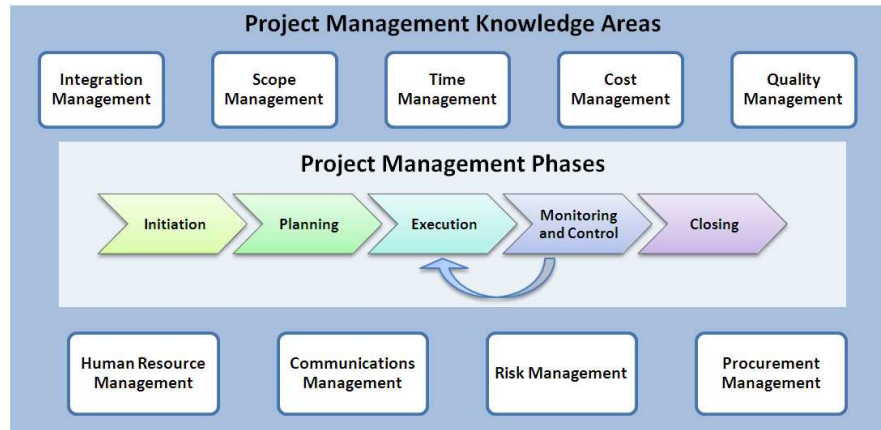 Project Management Knowledge Areas
Integration
Management
Scope
Management
Time
Management
Cost
Management
Quality
Management
Project Management Phases
Initiation
Planning
Execution
Monitoring
and Control
Closing
Human Resource
Management
Communications
Management
Risk Management
Procurement
Management